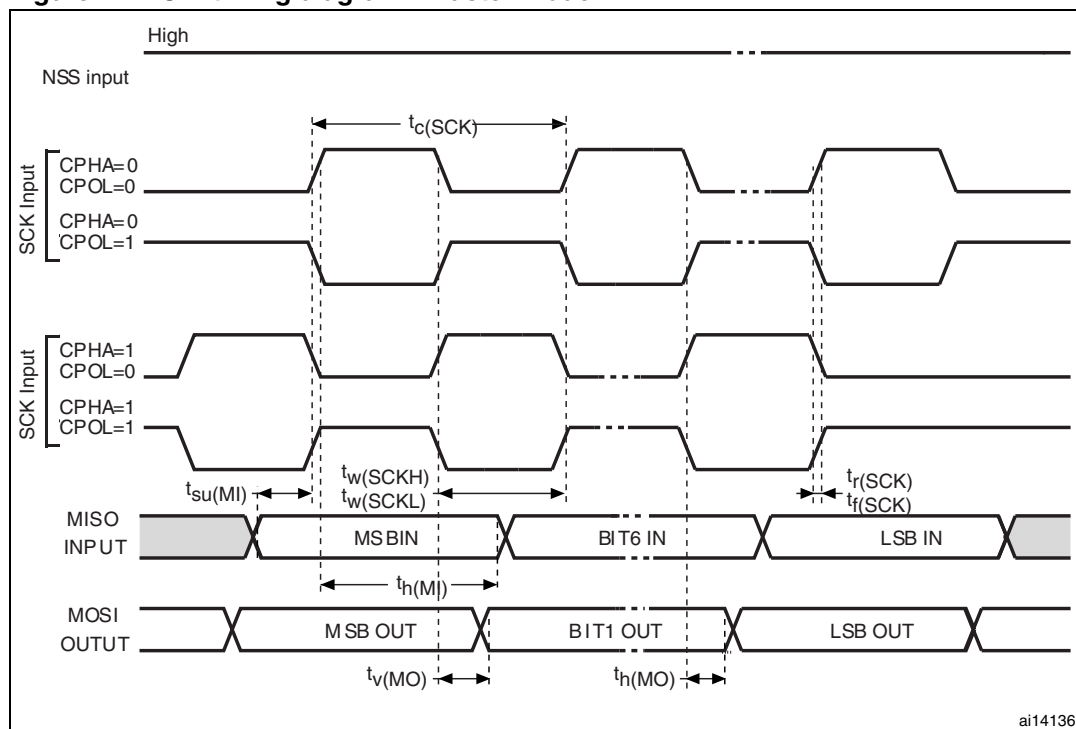 High
NSS input
tc(SCK)
SCK Input
CPHA=0
CPOL=0
CPHA=0
CPOL=1
SCK Input
CPHA=1
CPOL=0
CPHA=1
CPOL=1
tsu(MI)
tw(SCKH)
tw(SCKL)
tr(SCK)
tf(SCK)
MISO
INPUT
MSBIN
BIT6 IN
LSB IN
th(MI)
MOSI
OUTUT
MSB OUT
BIT1 OUT
LSB OUT
tv(MO)
th(MO)
ai14136